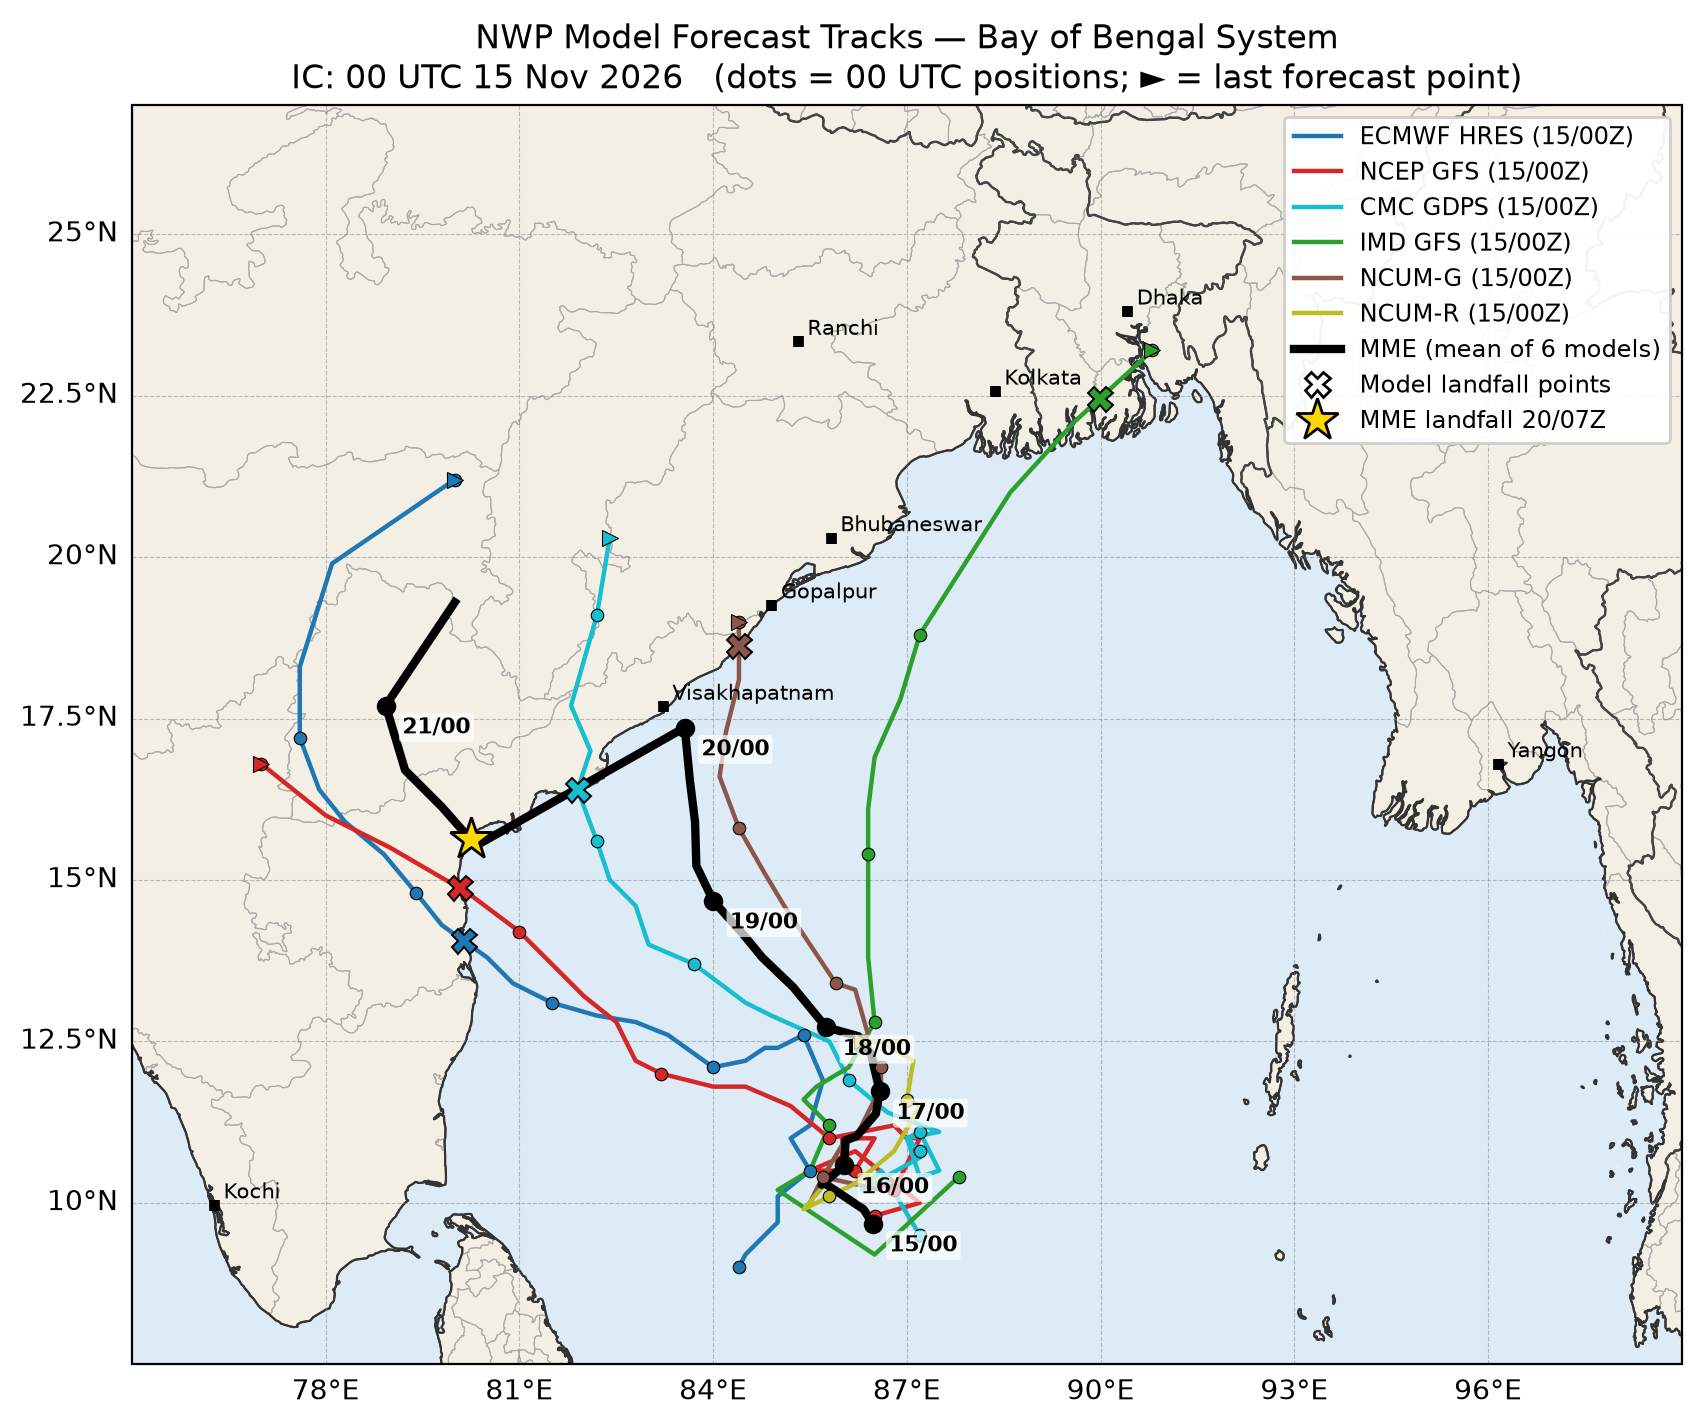 NWP Model Forecast Tracks — Bay of Bengal System
IC: 00 UTC 15 Nov 2026   (dots = 00 UTC positions; ► = last forecast point)
ECMWF HRES (15/00Z)
NCEP GFS (15/00Z)
CMC GDPS (15/00Z)
IMD GFS (15/00Z)
NCUM-G (15/00Z)
NCUM-R (15/00Z)
MME (mean of 6 models)
Model landfall points
MME landfall 20/07Z
25°N
22.5°N
20°N
17.5°N
15°N
12.5°N
10°N
Dhaka
Ranchi
Kolkata
Bhubaneswar
Gopalpur
Visakhapatnam
21/00
20/00
Yangon
19/00
18/00
17/00
16/00
Kochi
15/00
78°E
81°E
84°E
87°E
90°E
93°E
96°E